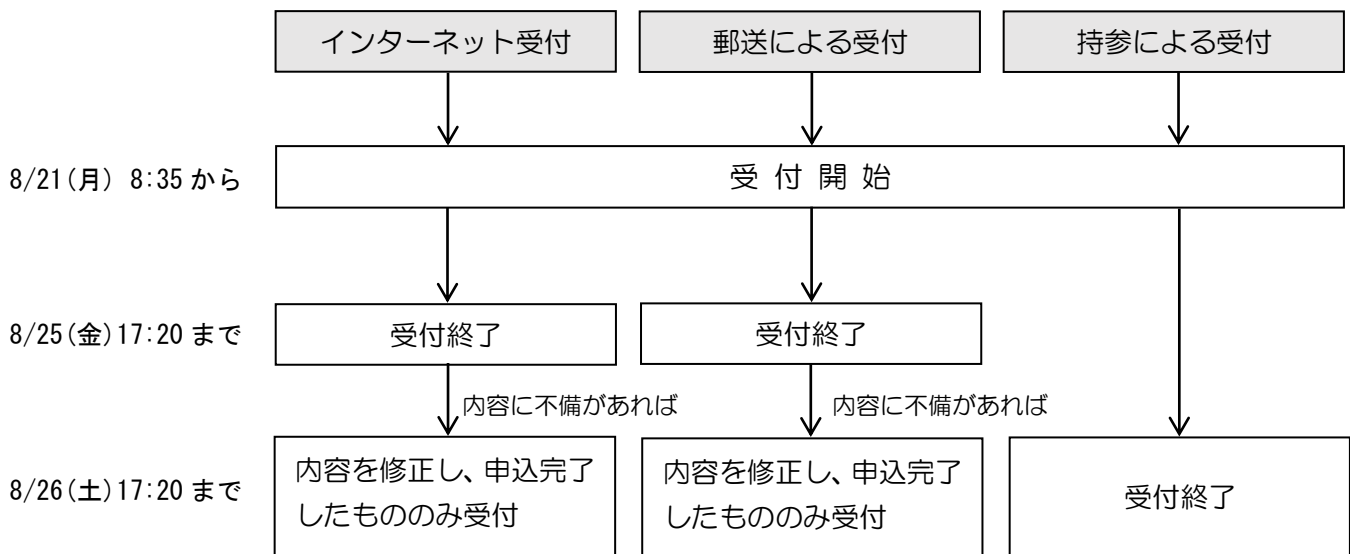 インターネット受付
郵送による受付
持参による受付
8/21(月) 8:35 から
受 付 開 始
8/25(金)17:20 まで
受付終了
受付終了
内容に不備があれば
内容に不備があれば
8/26(土)17:20 まで
内容を修正し、申込完了
したもののみ受付
内容を修正し、申込完了
したもののみ受付
受付終了